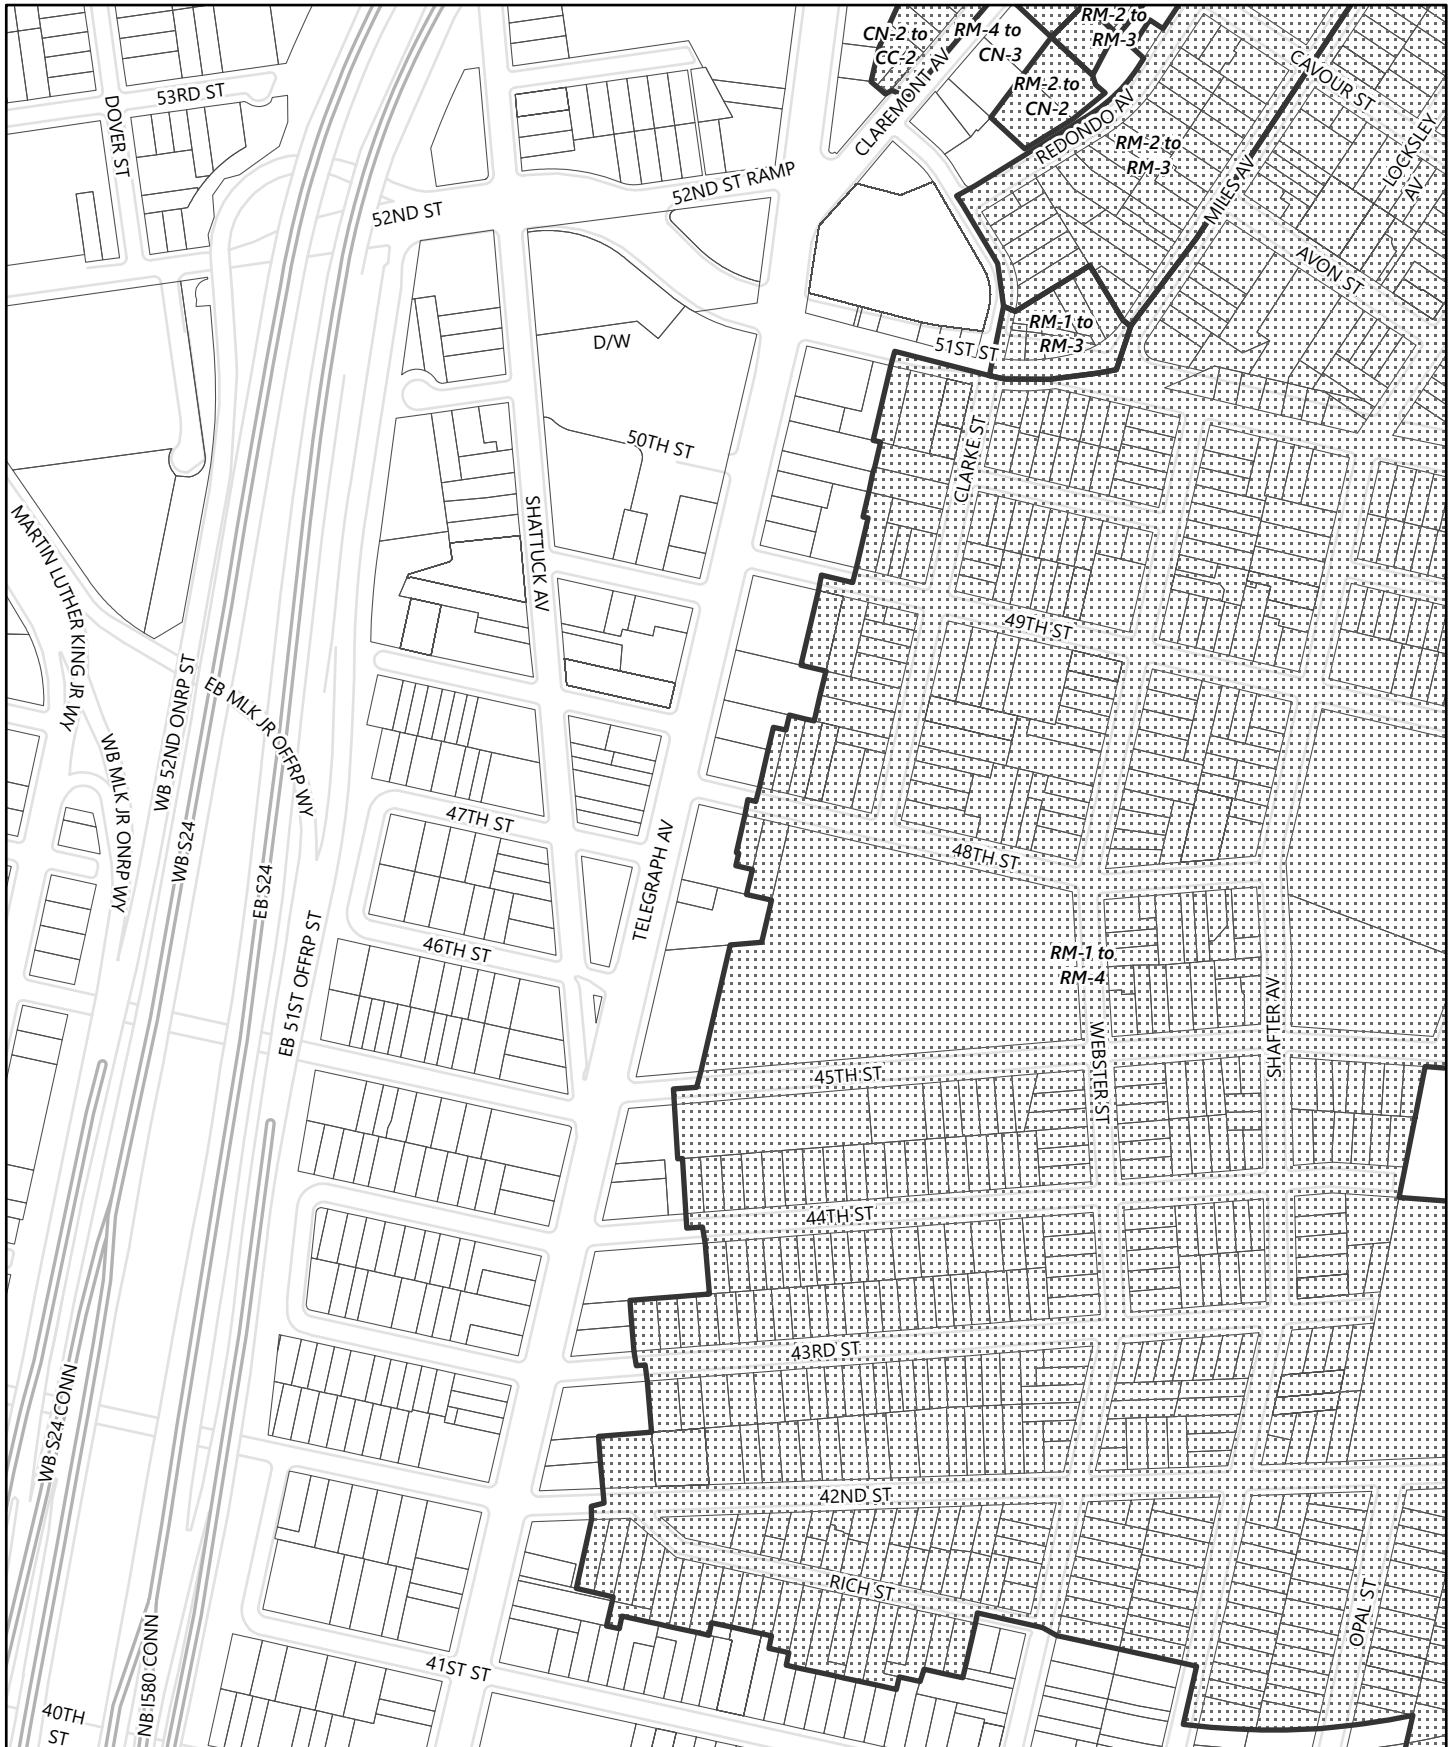 CN-2 to
CC-2
RM-4 to
CN-3
RM-2 to
RM-3
RM-2 to
CN-2
CLAREMONT AV
REDONDO AV
RM-2 to
RM-3
CAVOUR ST
LOCKSLEY
AV
MILES AV
AVON ST
53RD ST
DOVER ST
52ND ST
52ND ST RAMP
D/W
RM-1 to
RM-3
51ST ST
50TH ST
CLARKE ST
SHATTUCK AV
MARTIN LUTHER KING JR WY
49TH ST
WB 52ND ONRP ST
EB MLK JR OFFRP WY
WB MLK JR ONRP WY
WB S24
EB S24
47TH ST
TELEGRAPH AV
48TH ST
46TH ST
EB 51ST OFFRP ST
RM-1 to
RM-4
WEBSTER ST
SHAFTER AV
45TH ST
44TH ST
43RD ST
WB S24 CONN
42ND ST
RICH ST
OPAL ST
41ST ST
NB I580 CONN
40TH
ST